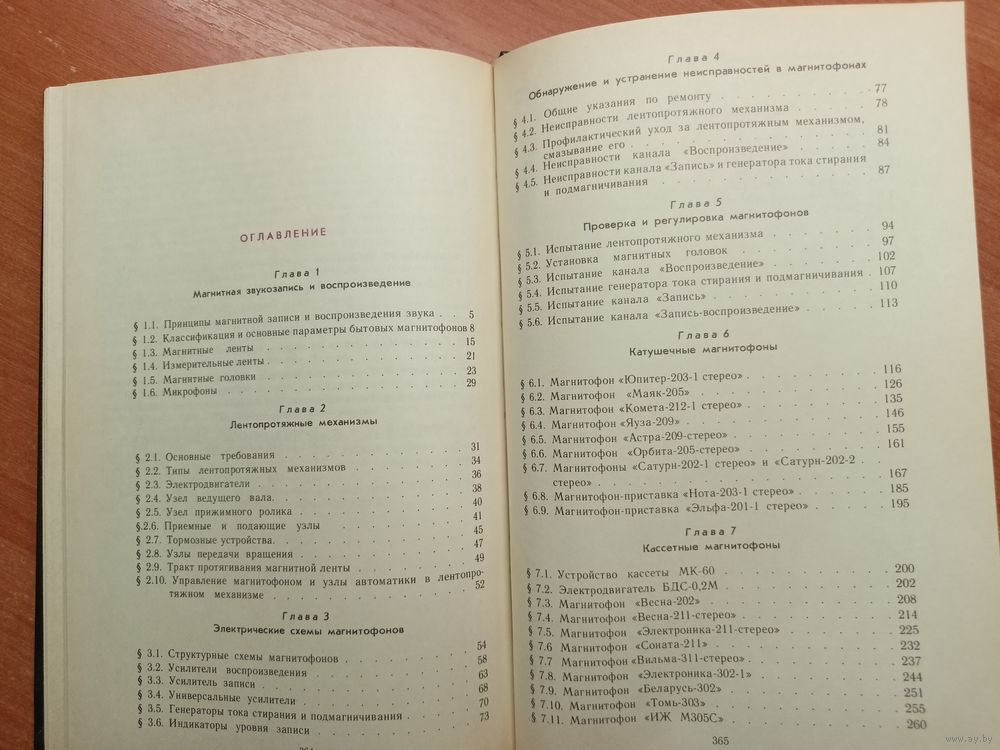 ОГЛАВЛЕНИЕ
Глава 1
Магнитная звукозапись и воспроизведение
§ 1.1. Принципы магнитной записи и воспроизведения звука . . 5
§ 1.2. Классификация и основные параметры бытовых магнитофонов 8
§ 1.3. Магнитные ленты . . . . . . . . . . 15
§ 1.4. Измерительные ленты . . . . . . . . . . 21
§ 1.5. Магнитные головки . . . . . . . . . . 23
§ 1.6. Микрофоны . . . . . . . . . . 29
Глава 2
Лентопротяжные механизмы
§ 2.1. Основные требования . . . . . . . . . . 31
§ 2.2. Типы лентопротяжных механизмов . . . . . . . . 34
§ 2.3. Электродвигатели . . . . . . . . . . 36
§ 2.4. Узел ведущего вала. . . . . . . . . . 38
§ 2.5. Узел прижимного ролика . . . . . . . . . . 40
§.2.6. Приемные и подающие узлы . . . . . . . . 41
§ 2.7. Тормозные устройства. . . . . . . . . . 45
§ 2.8. Узлы передачи вращения . . . . . . . . . . 47
§ 2.9. Тракт протягивания магнитной ленты . . . . . . . 49
§ 2.10. Управление магнитофоном и узлы автоматики в лентопро-
тяжном механизме . . . . . . . . . . 52
Глава 3
Электрические схемы магнитофонов
§ 3.1. Структурные схемы магнитофонов . . . . . . . . 54
§ 3.2. Усилители воспроизведения . . . . . . . . 58
§ 3.3. Усилитель записи . . . . . . . . . . 63
§ 3.4. Универсальные усилители . . . . . . . . . . 68
§ 3.5. Генераторы тока стирания и подмагничивания . . . . 70
§ 3.6. Индикаторы уровня записи . . . . . . . . 73
364
Глава 4
Обнаружение и устранение неисправностей в магнитофонах
§ 4.1. Общие указания по ремонту . . . . . . . . 77
§ 4.2. Неисправности лентопротяжного механизма . . . . 78
§ 4.3. Профилактический уход за лентопротяжным механизмом,
смазывание его . . . . . . . . . . 81
§ 4.4. Неисправности канала «Воспроизведение» . . . . 84
§ 4.5. Неисправности канала «Запись» и генератора тока стирания
и подмагничивания . . . . . . . . . . 87
Глава 5
Проверка и регулировка магнитофонов
§ 5.1. Испытание лентопротяжного механизма . . . . . 94
§ 5.2. Установка магнитных головок . . . . . . . 97
§ 5.3. Испытание канала «Воспроизведение» . . . . . 102
§ 5.4. Испытание генератора тока стирания и подмагничивания . 107
§ 5.5. Испытание канала «Запись» . . . . . . . 110
§ 5.6. Испытание канала «Запись-воспроизведение» . . . . 113
Глава 6
Катушечные магнитофоны
§ 6.1. Магнитофон «Юпитер-203-1 стерео» . . . . . . 116
§ 6.2. Магнитофон «Маяк-205» . . . . . . . . 126
§ 6.3. Магнитофон «Комета-212-1 стерео» . . . . . . 135
§ 6.4. Магнитофон «Яуза-209» . . . . . . . . 146
§ 6.5. Магнитофон «Астра-209-стерео» . . . . . . 155
§ 6.6. Магнитофон «Орбита-205-стерео» . . . . . . 161
§ 6.7. Магнитофоны «Сатурн-202-1 стерео» и «Сатурн-202-2
стерео» . . . . . . . . . . 167
§ 6.8. Магнитофон-приставка «Нота-203-1 стерео» . . . . 185
§ 6.9. Магнитофон-приставка «Эльфа-201-1 стерео» . . . . 195
Глава 7
Кассетные магнитофоны
§ 7.1. Устройство кассеты МК-60 . . . . . . . . 200
§ 7.2. Электродвигатель БДС-0,2М . . . . . . . . 202
§ 7.3. Магнитофон «Весна-202» . . . . . . . . 208
§ 7.4. Магнитофон «Весна-211-стерео» . . . . . . . 214
§ 7.5. Магнитофон «Электроника-211-стерео» . . . . . 225
§ 7.6 Магнитофон «Соната-211» . . . . . . . . 232
§ 7.7 Магнитофон «Вильма-311-стерео» . . . . . . 237
§ 7.8. Магнитофон «Электроника-302-1» . . . . . . 244
§ 7.9. Магнитофон «Беларусь-302» . . . . . . . 251
§ 7.10. Магнитофон «Томь-303» . . . . . . . . 255
§ 7.11. Магнитофон «ИЖ М305С» . . . . . . . . 260
365
www.ay.by